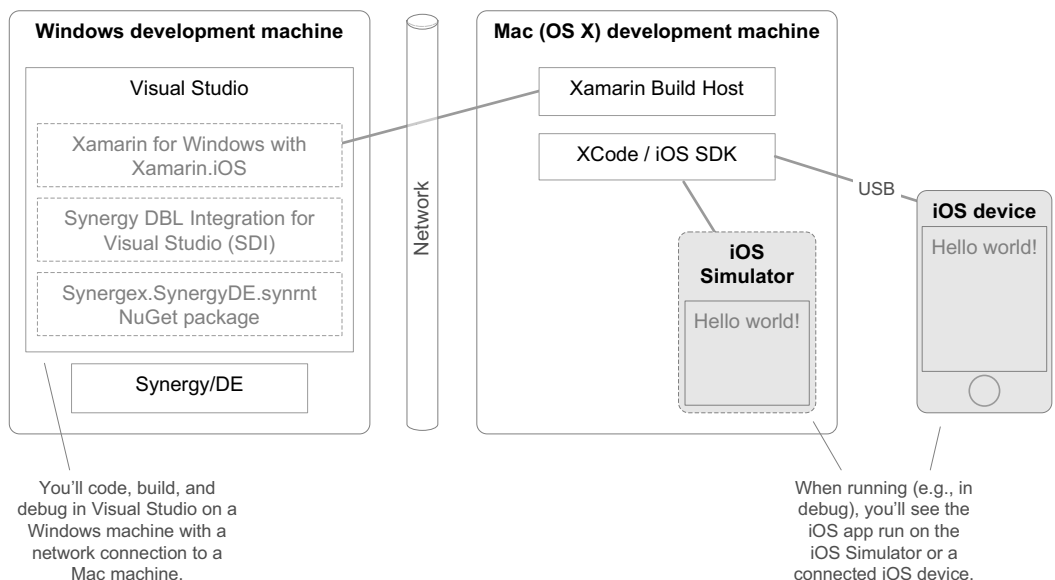 Windows development machine
Visual Studio
Xamarin for Windows with
Xamarin.iOS
Synergy DBL Integration for
Visual Studio (SDI)
Synergex.SynergyDE.synrnt
NuGet package
Synergy/DE
Network
Mac (OS X) development machine
Xamarin Build Host
XCode / iOS SDK
USB
iOS
Simulator
Hello world!
iOS device
Hello world!
You’ll code, build, and
debug in Visual Studio on a
Windows machine with a
network connection to a
Mac machine.
When running (e.g., in
debug), you’ll see the
iOS app run on the
iOS Simulator or a
connected iOS device.